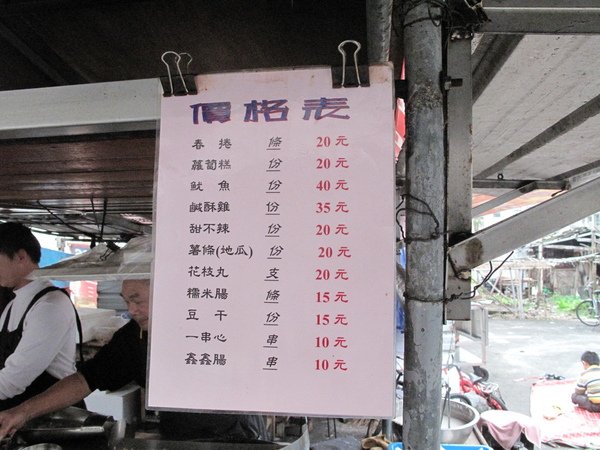 價格表
春捲 條 20元
蘿蔔糕 份 20元
魷魚 份 40元
鹹酥雞 份 35元
甜不辣 份 20元
薯條(地瓜) 份 20元
花枝丸 支 20元
糯米腸 條 15元
豆干 份 15元
一串心 串 10元
鑫鑫腸 串 10元